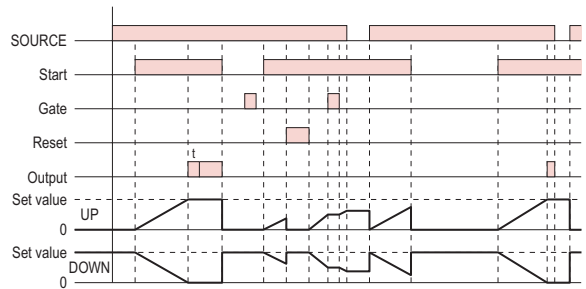 SOURCE
Start
Gate
Reset
t
Output
Set value
UP
0
Set value
DOWN
0